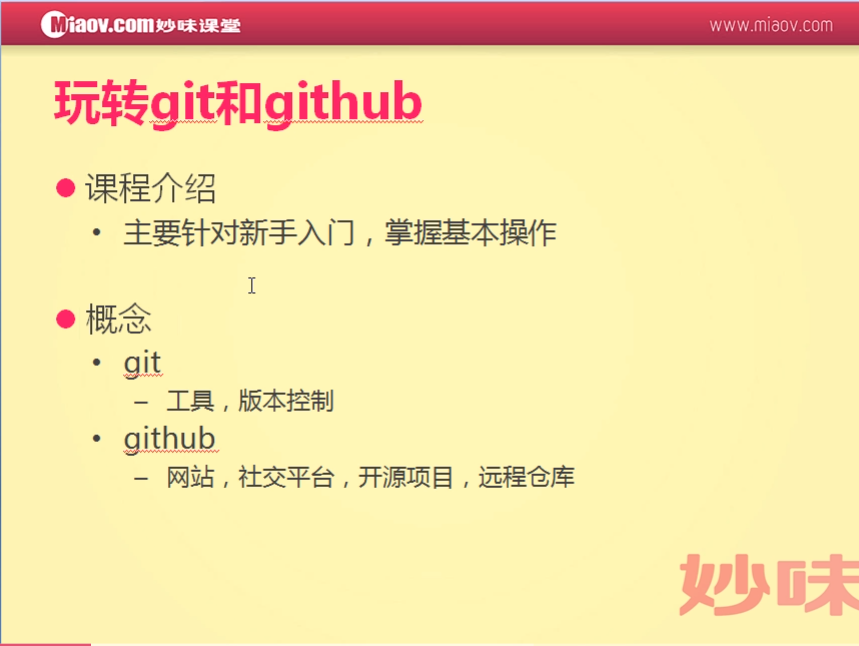 Miaov.com妙味课堂
www.miaov.com
玩转git和github
课程介绍
• 主要针对新手入门，掌握基本操作
概念
• git
– 工具，版本控制
• github
– 网站，社交平台，开源项目，远程仓库
妙味